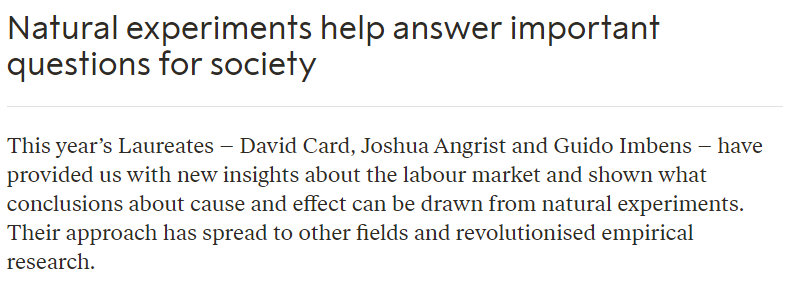 Natural experiments help answer important
questions for society
This year’s Laureates – David Card, Joshua Angrist and Guido Imbens – have
provided us with new insights about the labour market and shown what
conclusions about cause and effect can be drawn from natural experiments.
Their approach has spread to other fields and revolutionised empirical
research.